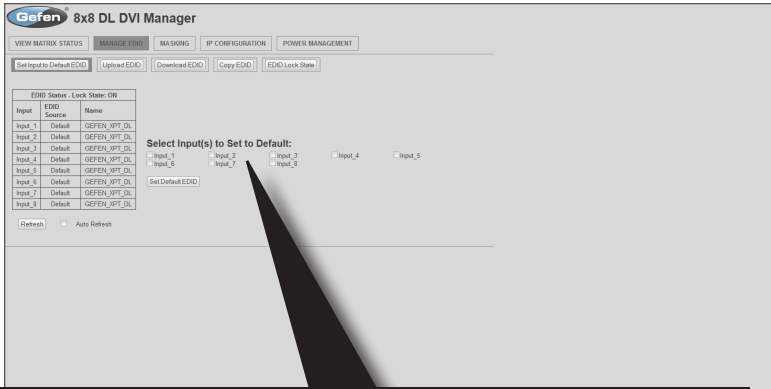 Gefen 8x8 DL DVI Manager
VIEW MATRIX STATUS MANAGE EDID MASKING IP CONFIGURATION POWER MANAGEMENT
Set Input to Default EDID Upload EDID Download EDID Copy EDID EDID Lock State
EDID Status - Lock State: ON
Input EDID Source Name
Input_1 Default GEFEN_XPT_DL
Input_2 Default GEFEN_XPT_DL
Input_3 Default GEFEN_XPT_DL
Input_4 Default GEFEN_XPT_DL
Input_5 Default GEFEN_XPT_DL
Input_6 Default GEFEN_XPT_DL
Input_7 Default GEFEN_XPT_DL
Input_8 Default GEFEN_XPT_DL
Refresh Auto Refresh
Select Input(s) to Set to Default:
Input_1 Input_2 Input_3 Input_4 Input_5
Input_6 Input_7 Input_8
Set Default EDID